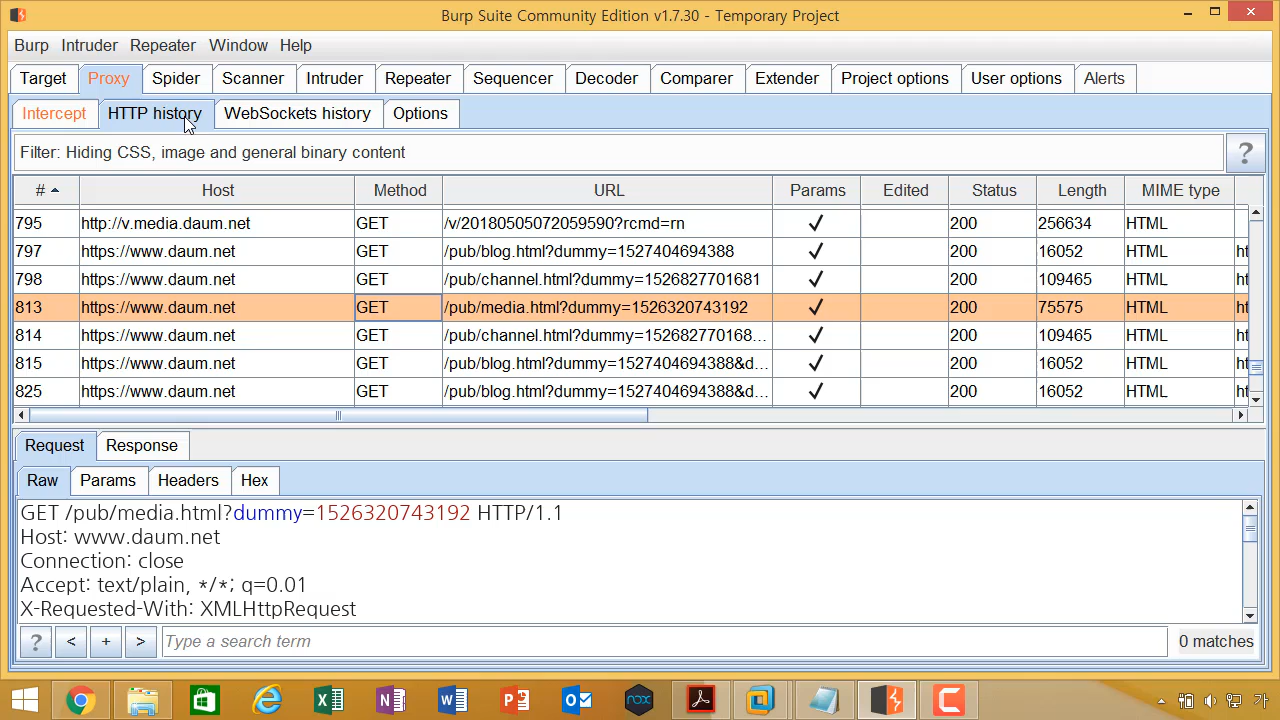 Burp Suite Community Edition v1.7.30 - Temporary Project
Burp Intruder Repeater Window Help
Target Proxy Spider Scanner Intruder Repeater Sequencer Decoder Comparer Extender Project options User options Alerts
Intercept HTTP history WebSockets history Options
Filter: Hiding CSS, image and general binary content ?
# Host Method URL Params Edited Status Length MIME type
795 http://v.media.daum.net GET /v/20180505072059590?rcmd=rn ✓ 200 256634 HTML
797 https://www.daum.net GET /pub/blog.html?dummy=1527404694388 ✓ 200 16052 HTML ht
798 https://www.daum.net GET /pub/channel.html?dummy=1526827701681 ✓ 200 109465 HTML ht
813 https://www.daum.net GET /pub/media.html?dummy=1526320743192 ✓ 200 75575 HTML ht
814 https://www.daum.net GET /pub/channel.html?dummy=152682770168... ✓ 200 109465 HTML ht
815 https://www.daum.net GET /pub/blog.html?dummy=1527404694388&d... ✓ 200 16052 HTML ht
825 https://www.daum.net GET /pub/blog.html?dummy=1527404694388&d... ✓ 200 16052 HTML ht
Request Response
Raw Params Headers Hex
GET /pub/media.html?dummy=1526320743192 HTTP/1.1
Host: www.daum.net
Connection: close
Accept: text/plain, */*; q=0.01
X-Requested-With: XMLHttpRequest
? < + > Type a search term 0 matches
가